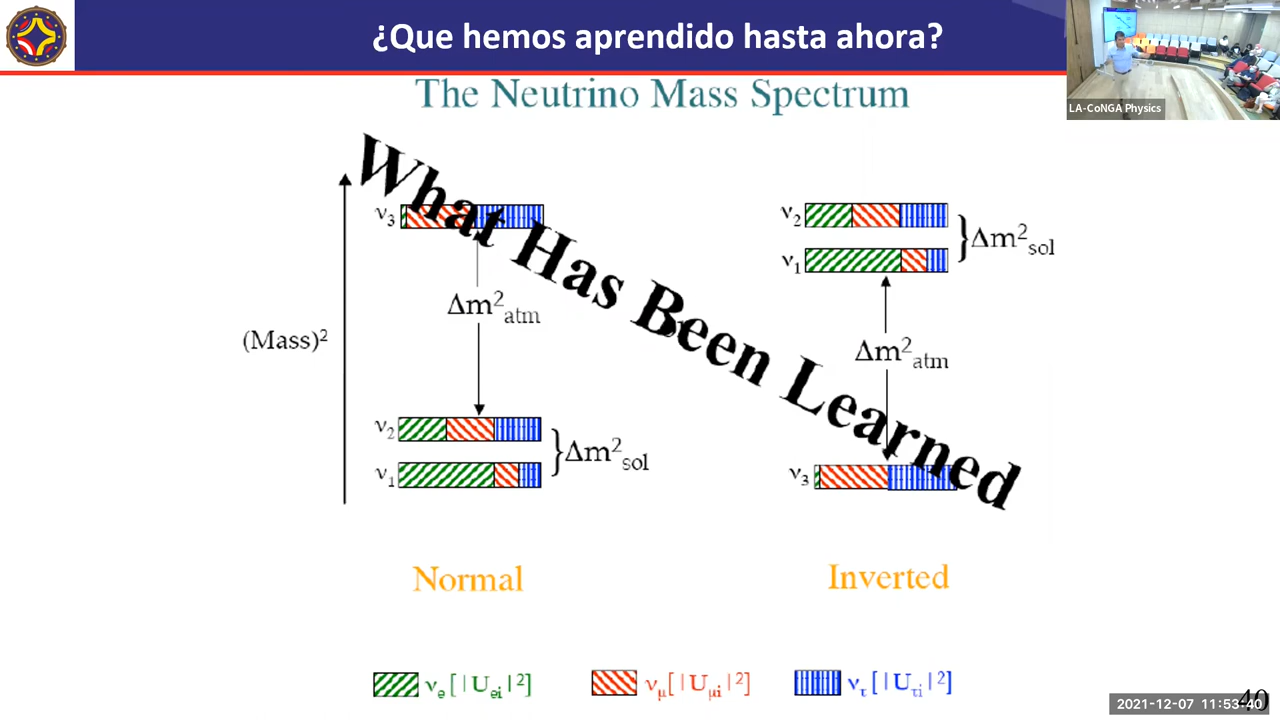 ¿Que hemos aprendido hasta ahora?
LA-CoNGA Physics
The Neutrino Mass Spectrum
What Has Been Learned
(Mass)²
ν₃
Δm²atm
ν₂
ν₁
Δm²sol
Normal
ν₂
ν₁
Δm²sol
Δm²atm
ν₃
Inverted
νe [|Uei|²]
νμ [|Uμi|²]
ντ [|Uτi|²]
40
2021-12-07 11:53:40